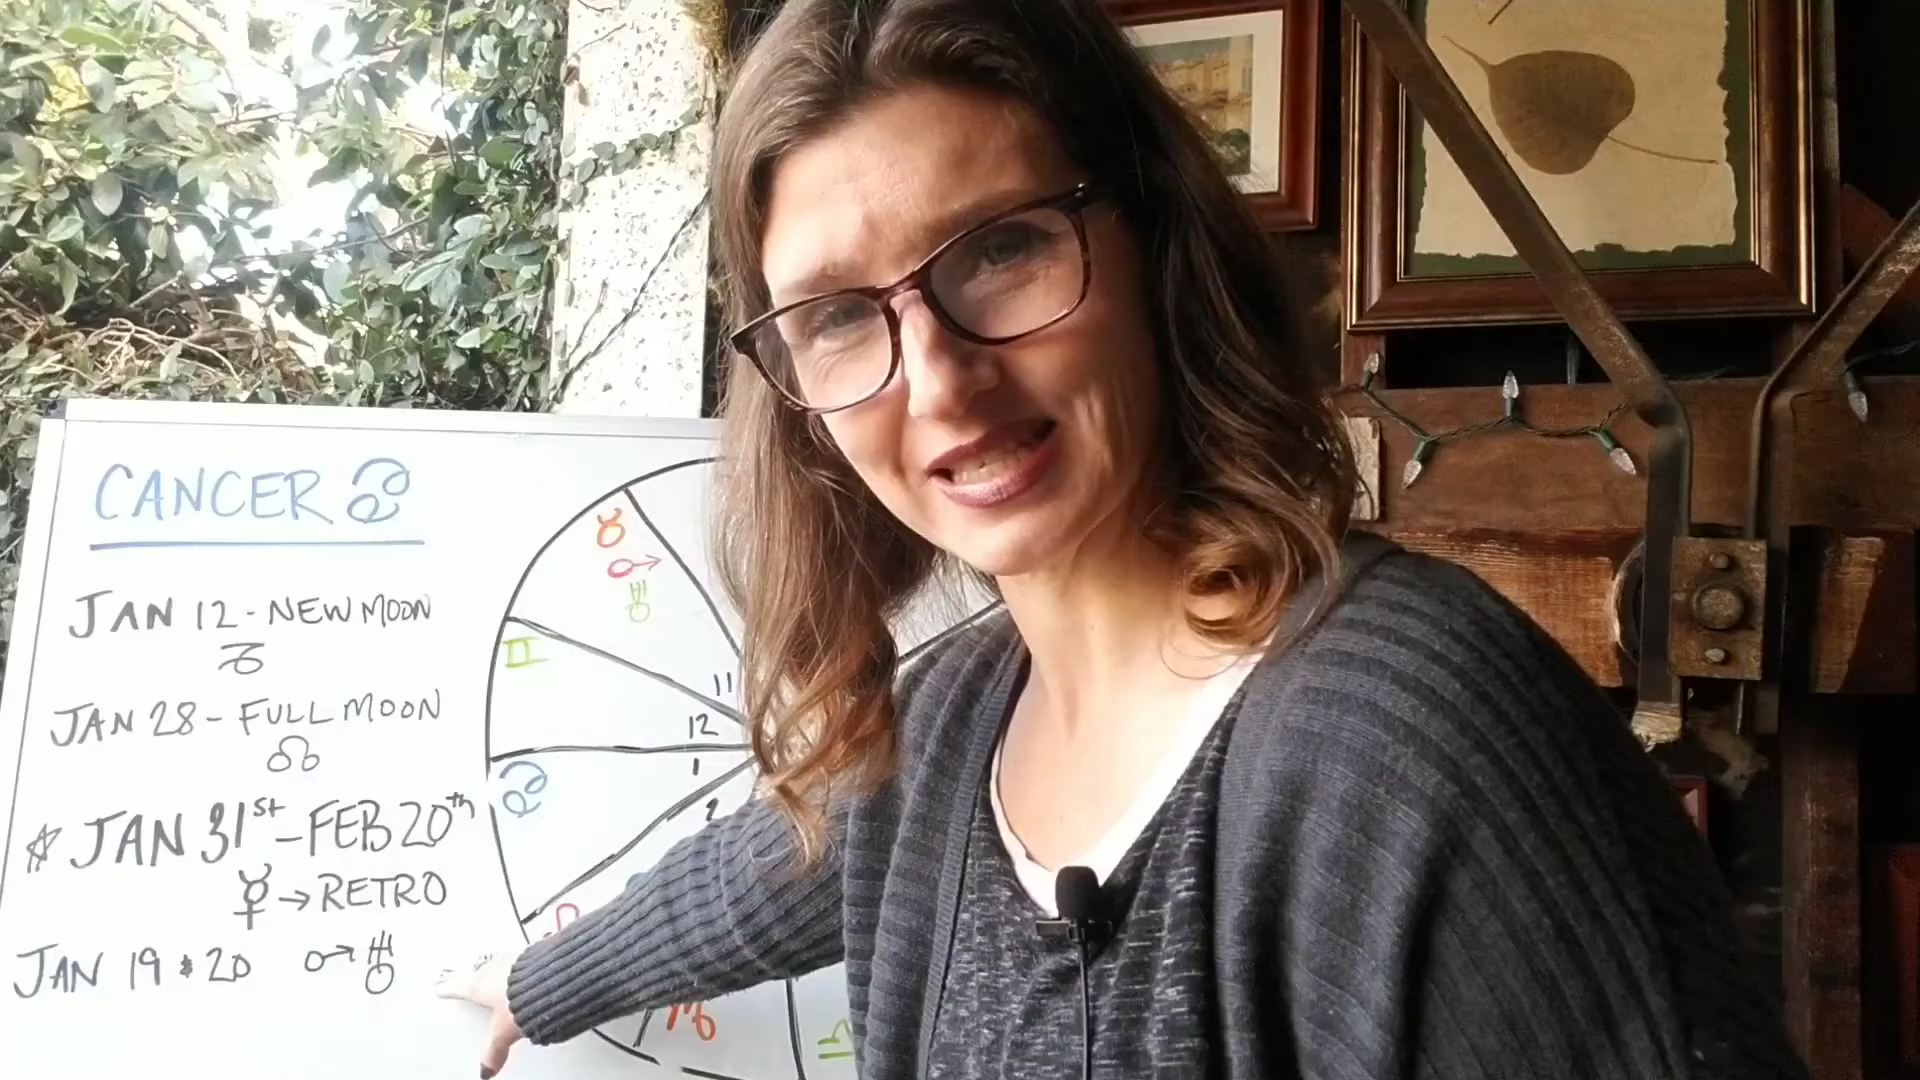 CANCER ♋
JAN 12 - NEW MOON
♑
JAN 28 - FULL MOON
♌
☆ JAN 31st - FEB 20th
☿ → RETRO
JAN 19 & 20 ♂ ♅
♉
♂
♅
♊
11
12
1
♋
2
♌
♍
♎